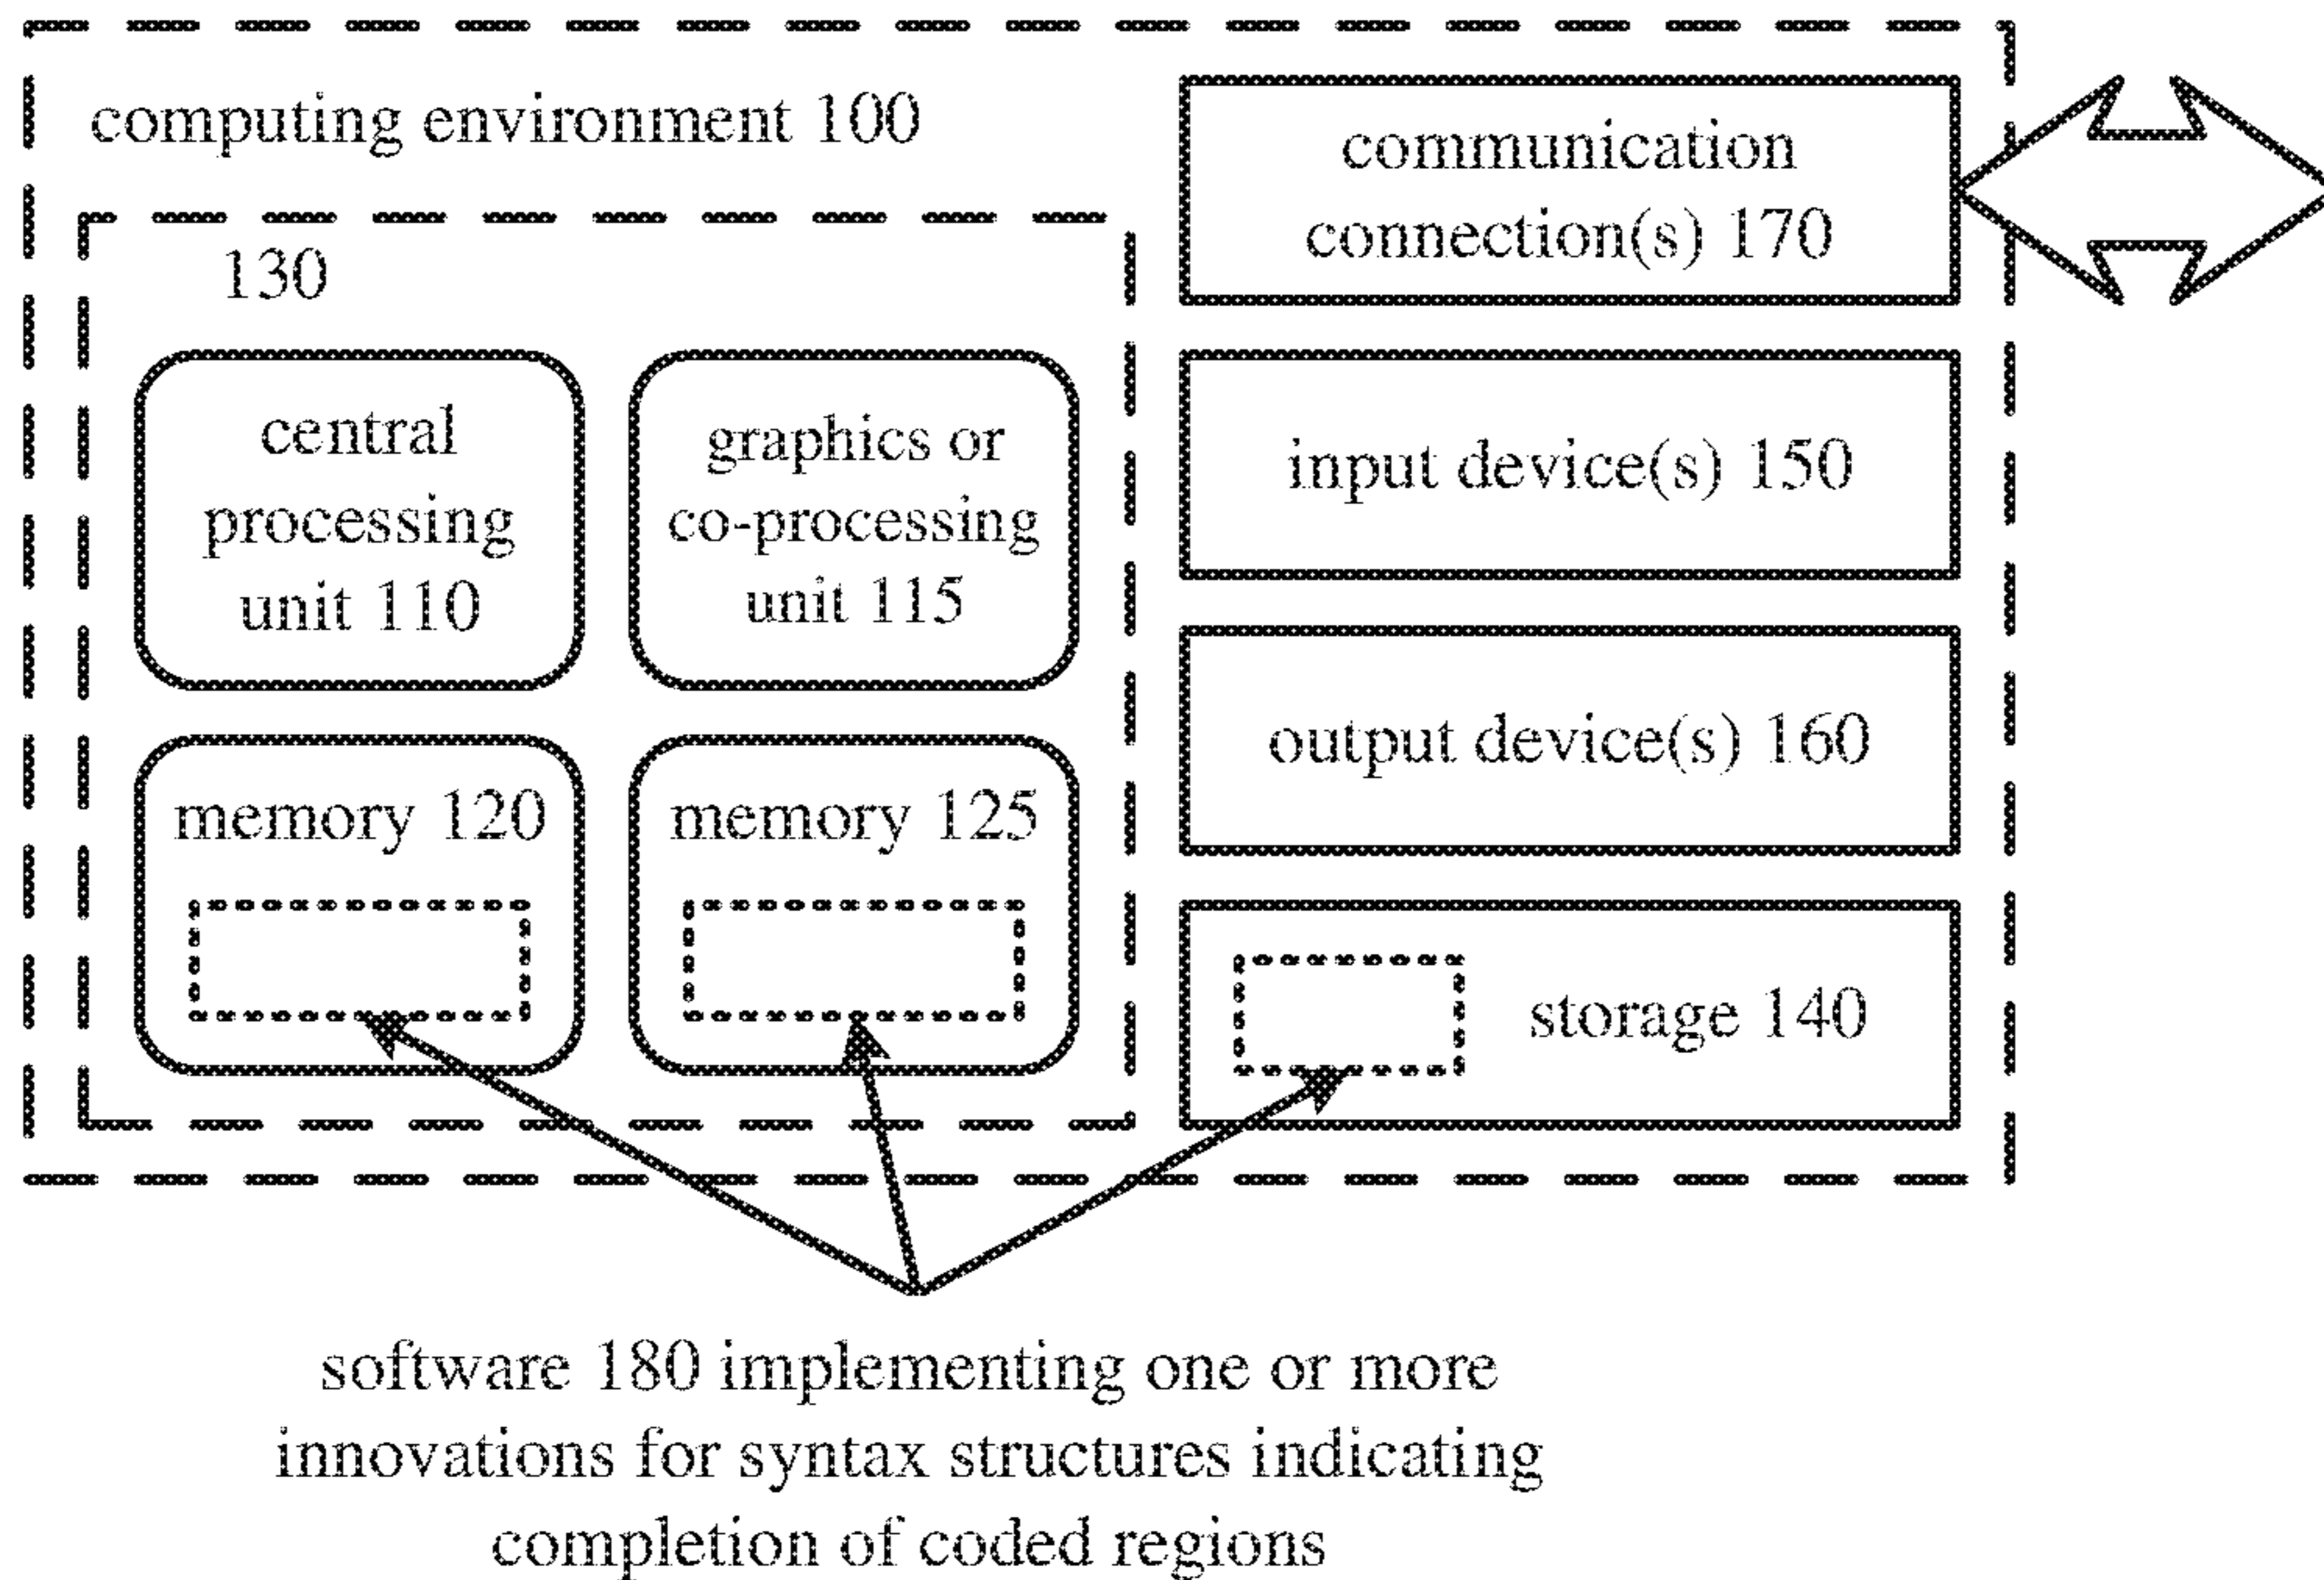 computing environment 100
130
central
processing
unit 110
graphics or
co-processing
unit 115
memory 120
memory 125
communication
connection(s) 170
input device(s) 150
output device(s) 160
storage 140
software 180 implementing one or more
innovations for syntax structures indicating
completion of coded regions